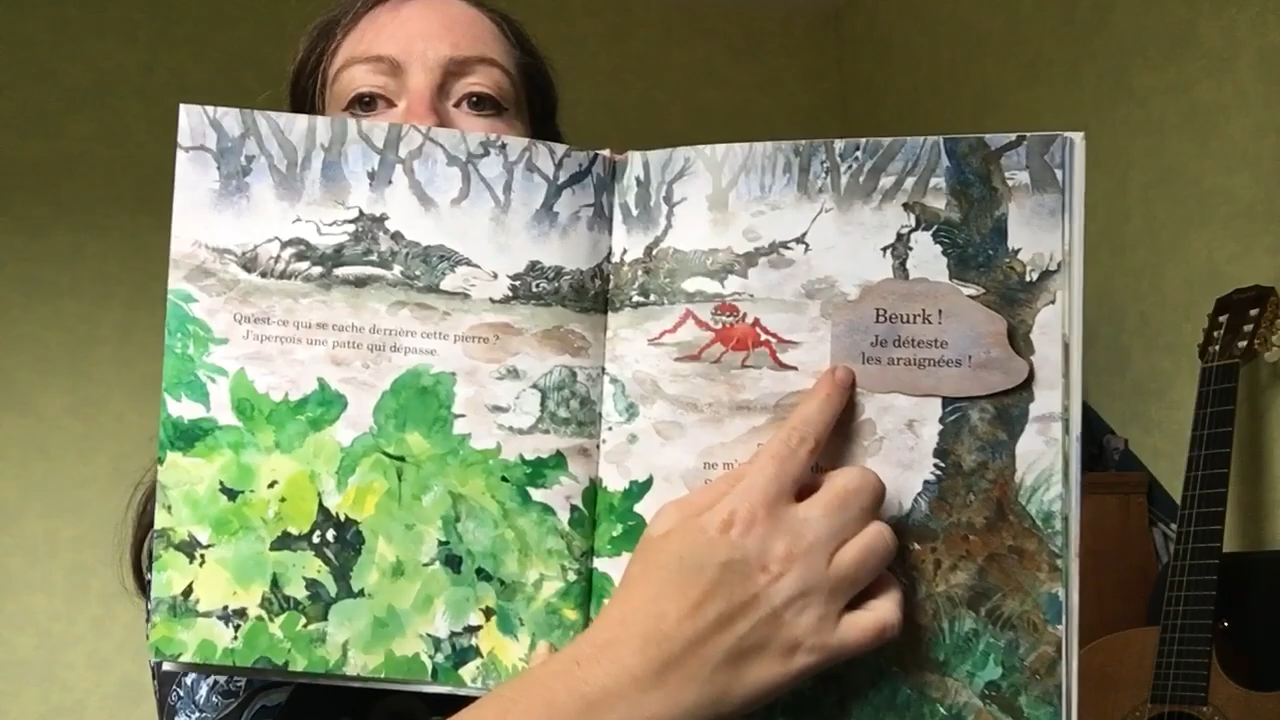 Qu'est-ce qui se cache derrière cette pierre ?
J'aperçois une patte qui dépasse.
Beurk !
Je déteste
les araignées !
ne